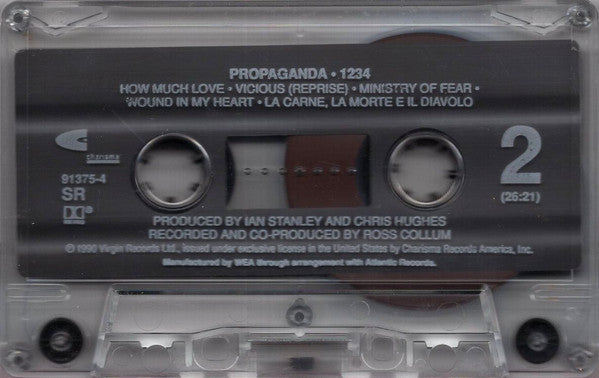 PROPAGANDA • 1234
HOW MUCH LOVE • VICIOUS (REPRISE) • MINISTRY OF FEAR •
WOUND IN MY HEART • LA CARNE, LA MORTE E IL DIAVOLO
charisma
91375-4
SR
2
(26:21)
PRODUCED BY IAN STANLEY AND CHRIS HUGHES
RECORDED AND CO-PRODUCED BY ROSS COLLUM
℗ 1990 Virgin Records Ltd., issued under exclusive license in the United States by Charisma Records America, Inc.
Manufactured by WEA through arrangement with Atlantic Records.